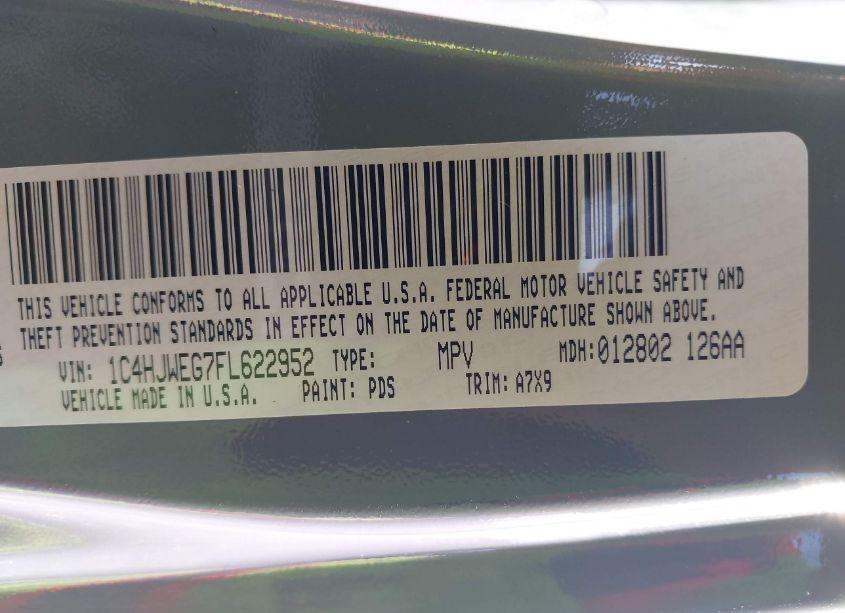 THIS VEHICLE CONFORMS TO ALL APPLICABLE U.S.A. FEDERAL MOTOR VEHICLE SAFETY AND
THEFT PREVENTION STANDARDS IN EFFECT ON THE DATE OF MANUFACTURE SHOWN ABOVE.
VIN: 1C4HJWEG7FL622952 TYPE: MPV MDH: 012802 126AA
VEHICLE MADE IN U.S.A. PAINT: PDS TRIM: A7X9